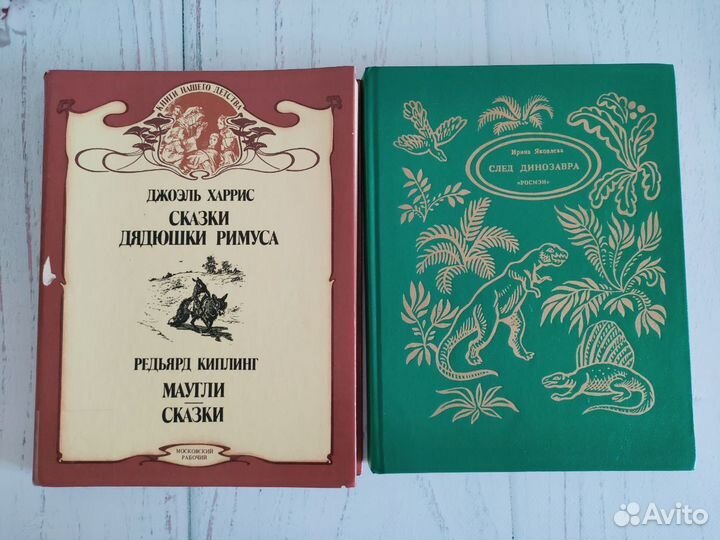 КНИГИ НАШЕГО ДЕТСТВА
ДЖОЭЛЬ ХАРРИС
СКАЗКИ
ДЯДЮШКИ РИМУСА
РЕДЬЯРД КИПЛИНГ
МАУГЛИ
СКАЗКИ
МОСКОВСКИЙ
РАБОЧИЙ
Ирина Яковлева
СЛЕД ДИНОЗАВРА
«РОСМЭН»
Avito